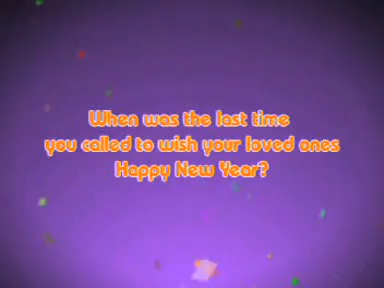 When was the last time
you called to wish your loved ones
Happy New Year?